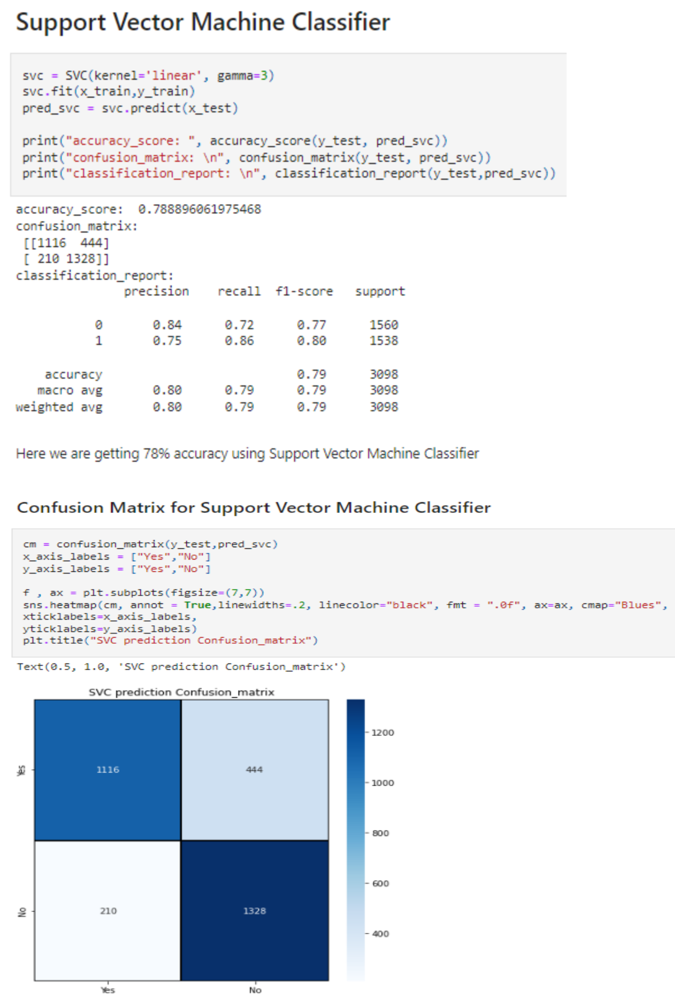 Support Vector Machine Classifier
svc = SVC(kernel='linear', gamma=3)
svc.fit(x_train,y_train)
pred_svc = svc.predict(x_test)
print("accuracy_score: ", accuracy_score(y_test, pred_svc))
print("confusion_matrix: \n", confusion_matrix(y_test, pred_svc))
print("classification_report: \n", classification_report(y_test,pred_svc))
accuracy_score:  0.788896061975468
confusion_matrix:
[[1116  444]
[ 210 1328]]
classification_report:
precision    recall  f1-score   support
0       0.84      0.72      0.77      1560
1       0.75      0.86      0.80      1538
accuracy                           0.79      3098
macro avg       0.80      0.79      0.79      3098
weighted avg       0.80      0.79      0.79      3098
Here we are getting 78% accuracy using Support Vector Machine Classifier
Confusion Matrix for Support Vector Machine Classifier
cm = confusion_matrix(y_test,pred_svc)
x_axis_labels = ["Yes","No"]
y_axis_labels = ["Yes","No"]
f , ax = plt.subplots(figsize=(7,7))
sns.heatmap(cm, annot = True,linewidths=.2, linecolor="black", fmt = ".0f", ax=ax, cmap="Blues",
xticklabels=x_axis_labels,
yticklabels=y_axis_labels)
plt.title("SVC prediction Confusion_matrix")
Text(0.5, 1.0, 'SVC prediction Confusion_matrix')
SVC prediction Confusion_matrix
1200
Yes 1116 444
1000
800
600
No 210 1328
400
Yes No